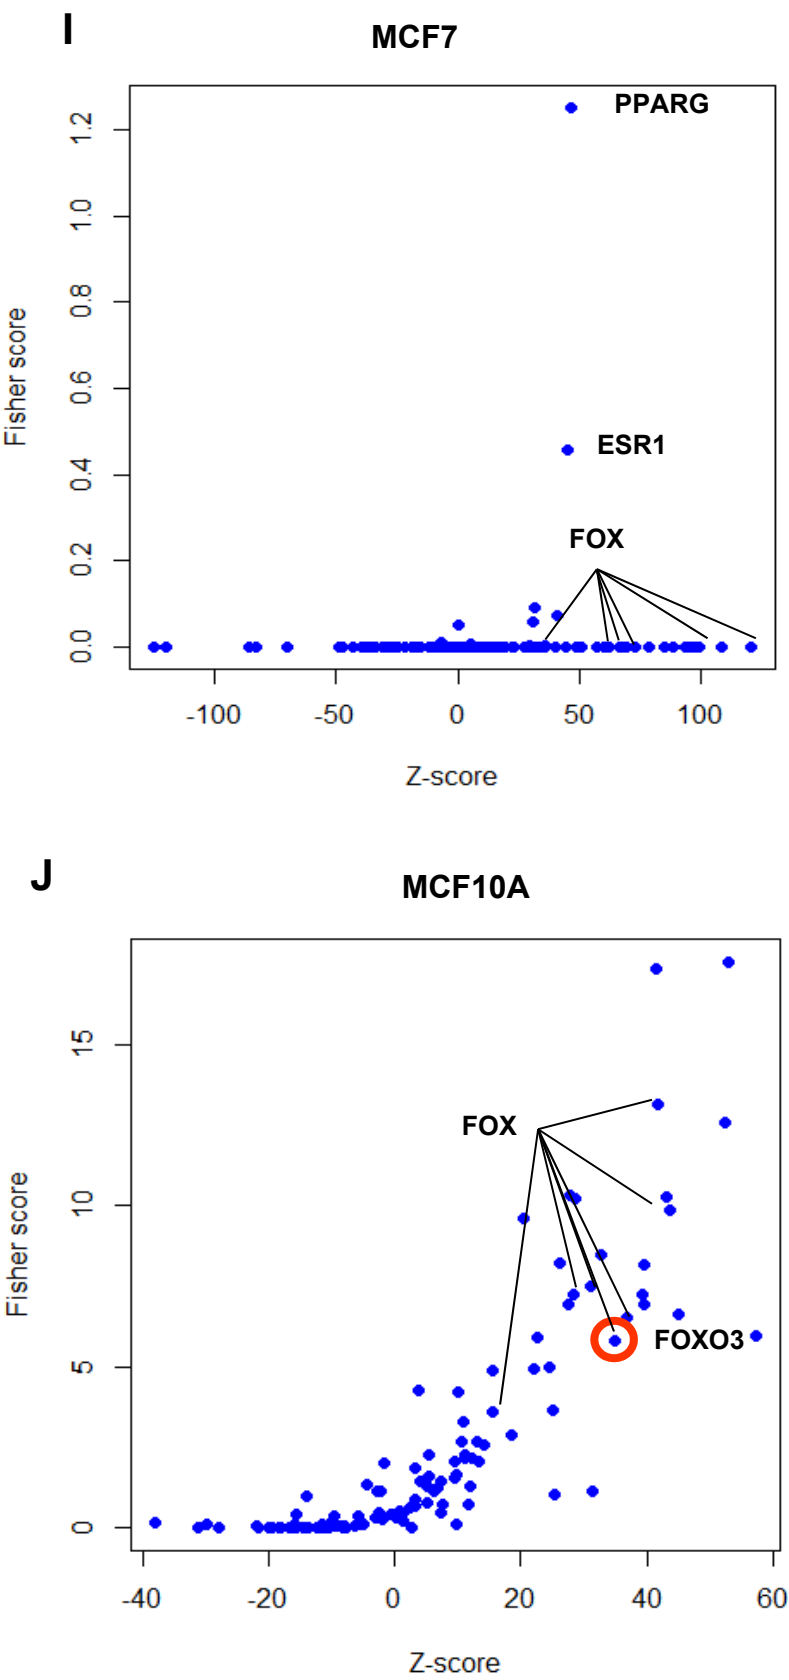 I
MCF7
PPARG
1.2
1.0
0.8
Fisher score
0.6
ESR1
0.4
FOX
0.2
0.0
-100 -50 0 50 100
Z-score
J
MCF10A
15
FOX
10
Fisher score
5
FOXO3
0
-40 -20 0 20 40 60
Z-score